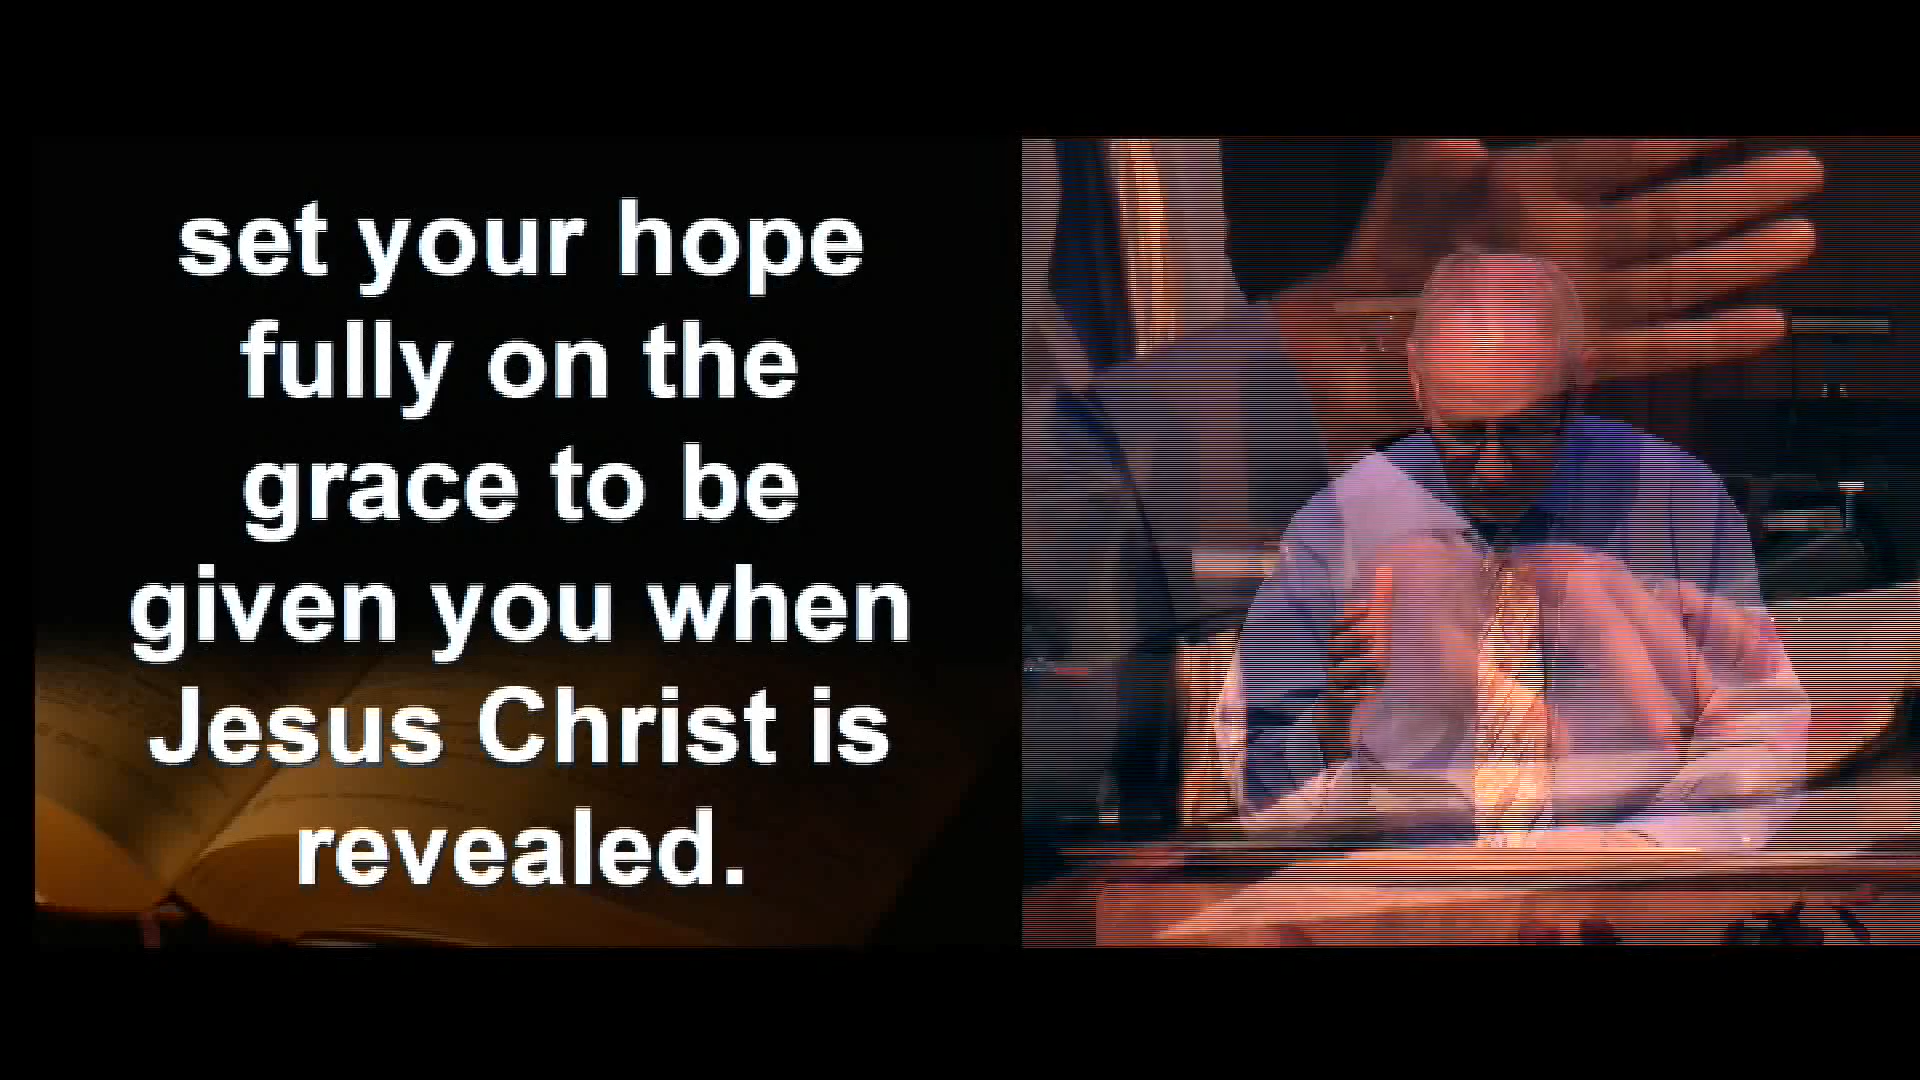 set your hope
fully on the
grace to be
given you when
Jesus Christ is
revealed.